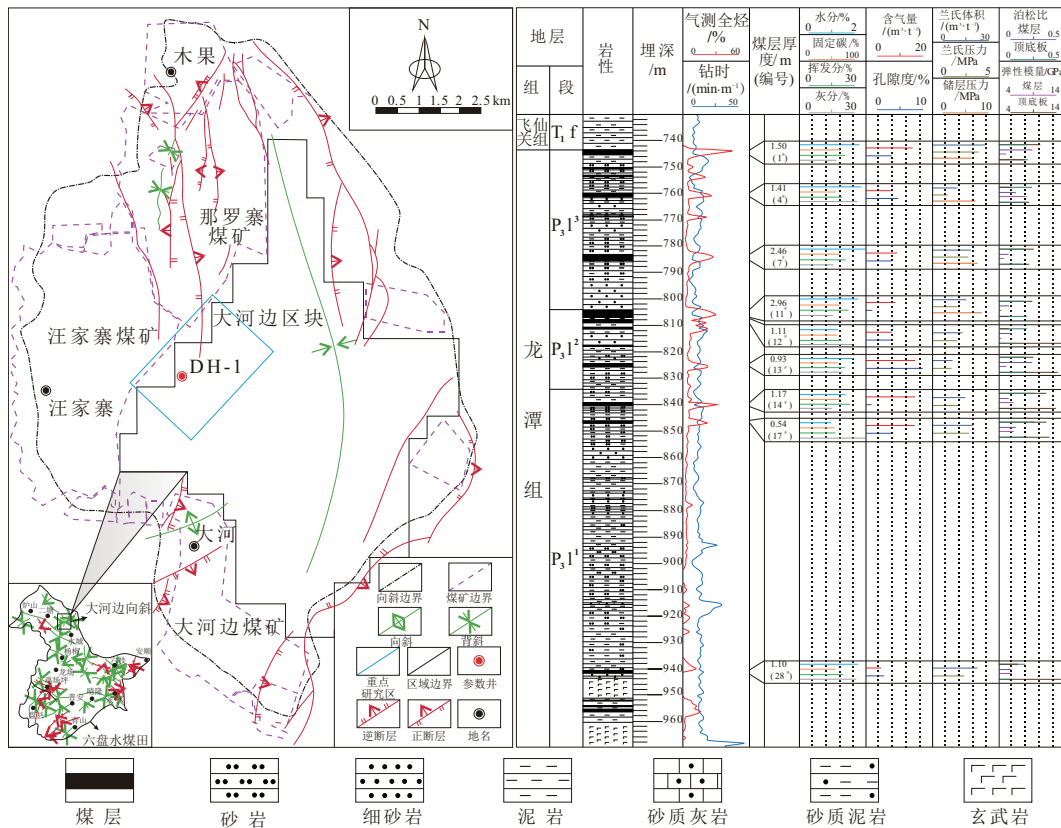 N
0 0.5 1 1.5 2 2.5 km
木果
那罗寨
煤矿
大河边区块
汪家寨煤矿
DH-1
汪家寨
大河
大河边煤矿
大河边向斜
六盘水煤田
安顺
向斜边界
煤矿边界
向斜
背斜
重点
研究区
区域边界
参数井
逆断层
正断层
地名
地层
组
段
岩性
埋深
/m
气测全烃
/%
0 60
钻时
/(min·m⁻¹)
0 50
煤层厚
度/m
(编号)
水分/%
0 2
固定碳/%
0 100
挥发分/%
0 30
灰分/%
0 30
含气量
/(m³·t⁻¹)
0 20
孔隙度/%
0 10
兰氏体积
/(m³·t⁻¹)
0 30
兰氏压力
/MPa
0 5
储层压力
/MPa
0 10
泊松比
煤层
0 0.5
顶底板
0 0.5
弹性模量/GPa
4 煤层 14
4 顶底板 14
飞仙
关组
T₁f
龙潭组
P₃l³
P₃l²
P₃l¹
740
750
760
770
780
790
800
810
820
830
840
850
860
870
880
890
900
910
920
930
940
950
960
1.50
(1#)
1.41
(4#)
2.46
(7#)
2.96
(11#)
1.11
(12#)
0.93
(13#)
1.17
(14#)
0.54
(17#)
1.10
(28#)
煤层
砂岩
细砂岩
泥岩
砂质灰岩
砂质泥岩
玄武岩